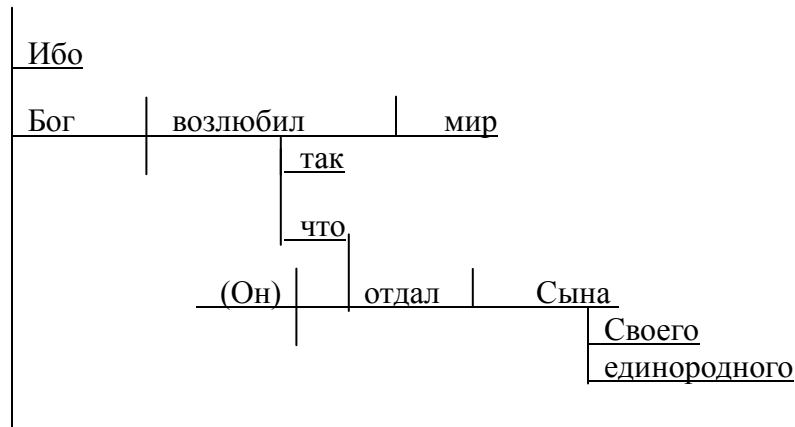 Ибо
Бог возлюбил мир
так
что
(Он) отдал Сына
Своего
единородного